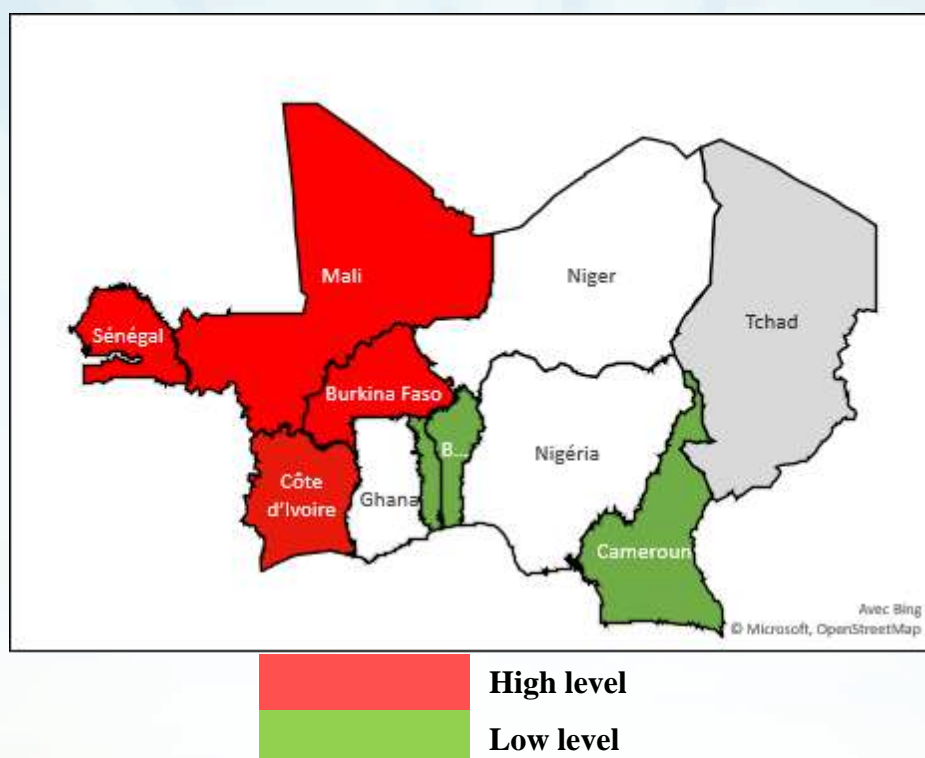 Mali
Niger
Tchad
Sénégal
Burkina Faso
B...
Nigéria
Côte
d'Ivoire
Ghana
Cameroun
Avec Bing
© Microsoft, OpenStreetMap
High level
Low level